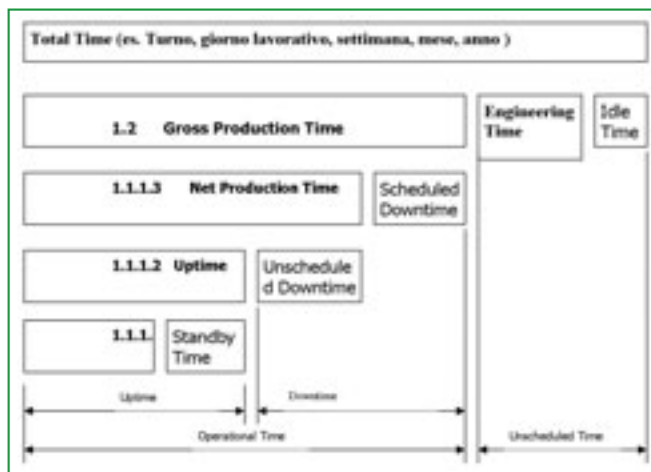 Total Time (es. Turno, giorno lavorativo, settimana, mese, anno )
1.2 Gross Production Time
Engineering
Time
Idle
Time
1.1.1.3 Net Production Time
Scheduled
Downtime
1.1.1.2 Uptime
Unschedule
d Downtime
1.1.1.
Standby
Time
Uptime
Downtime
Operational Time
Unscheduled Time